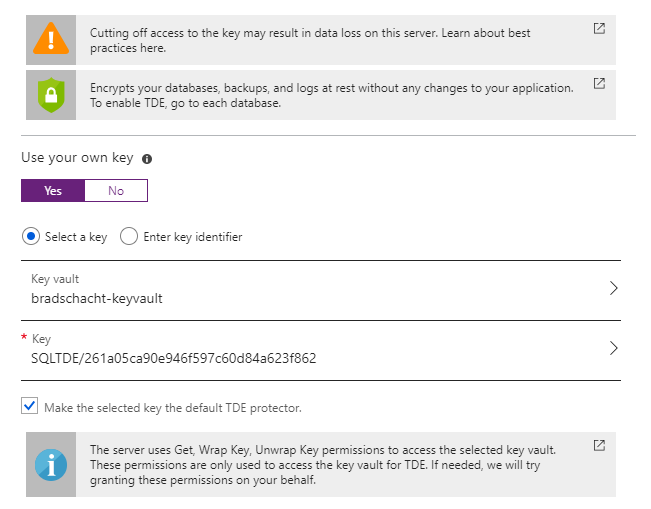 Cutting off access to the key may result in data loss on this server. Learn about best
practices here.
Encrypts your databases, backups, and logs at rest without any changes to your application.
To enable TDE, go to each database.
Use your own key
Yes No
Select a key Enter key identifier
Key vault
bradschacht-keyvault
* Key
SQLTDE/261a05ca90e946f597c60d84a623f862
Make the selected key the default TDE protector.
The server uses Get, Wrap Key, Unwrap Key permissions to access the selected key vault.
These permissions are only used to access the key vault for TDE. If needed, we will try
granting these permissions on your behalf.